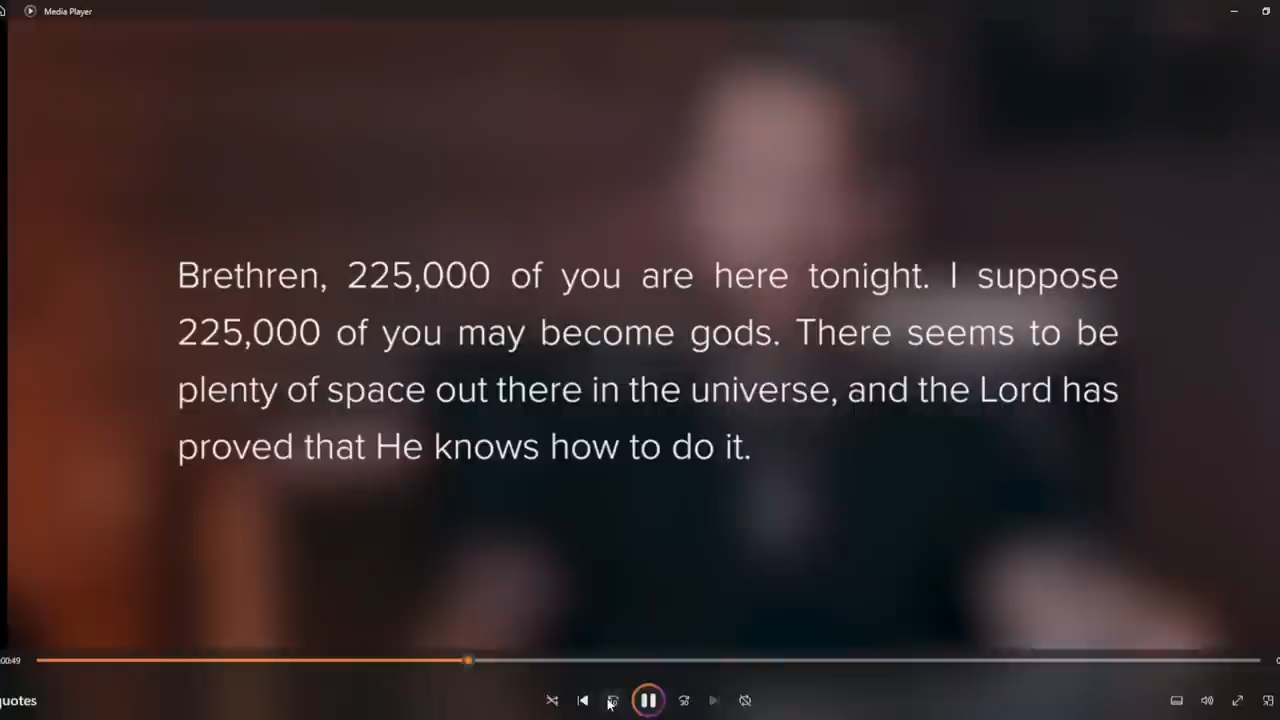 Media Player
Brethren, 225,000 of you are here tonight. I suppose
225,000 of you may become gods. There seems to be
plenty of space out there in the universe, and the Lord has
proved that He knows how to do it.
00:49
quotes